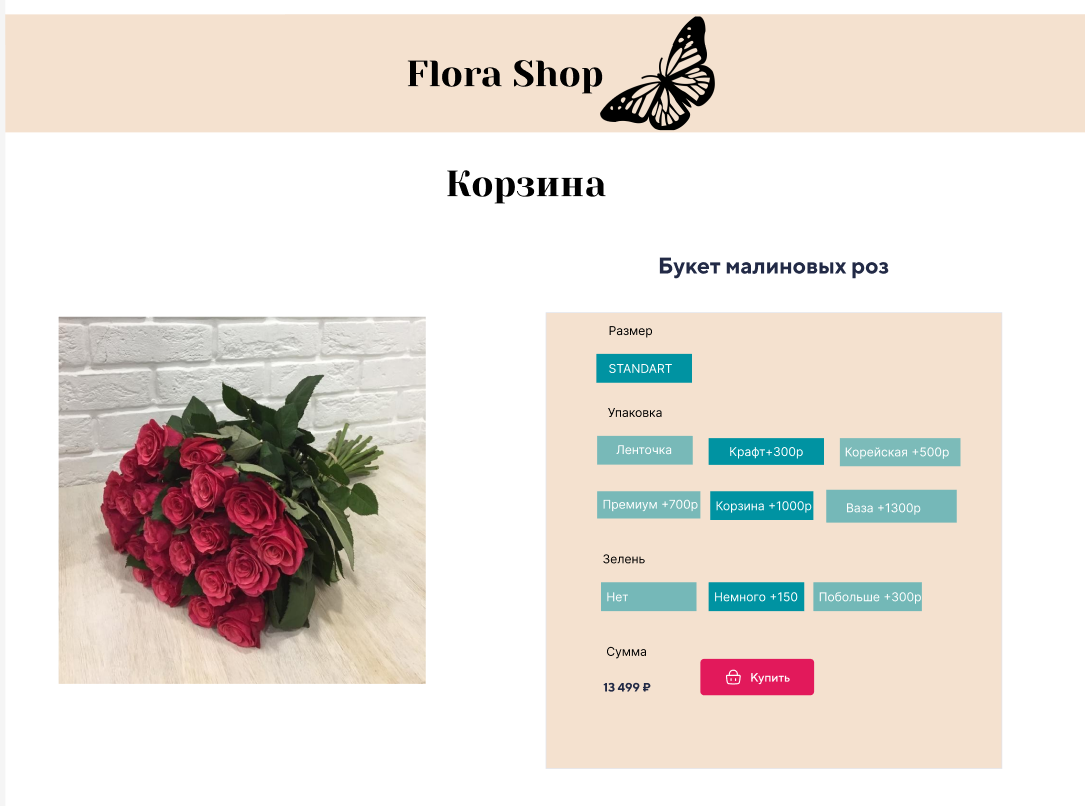 Flora Shop
Корзина
Букет малиновых роз
Размер
STANDART
Упаковка
Ленточка
Крафт+300р
Корейская +500р
Премиум +700р
Корзина +1000р
Ваза +1300р
Зелень
Нет
Немного +150
Побольше +300р
Сумма
13 499 ₽
Купить